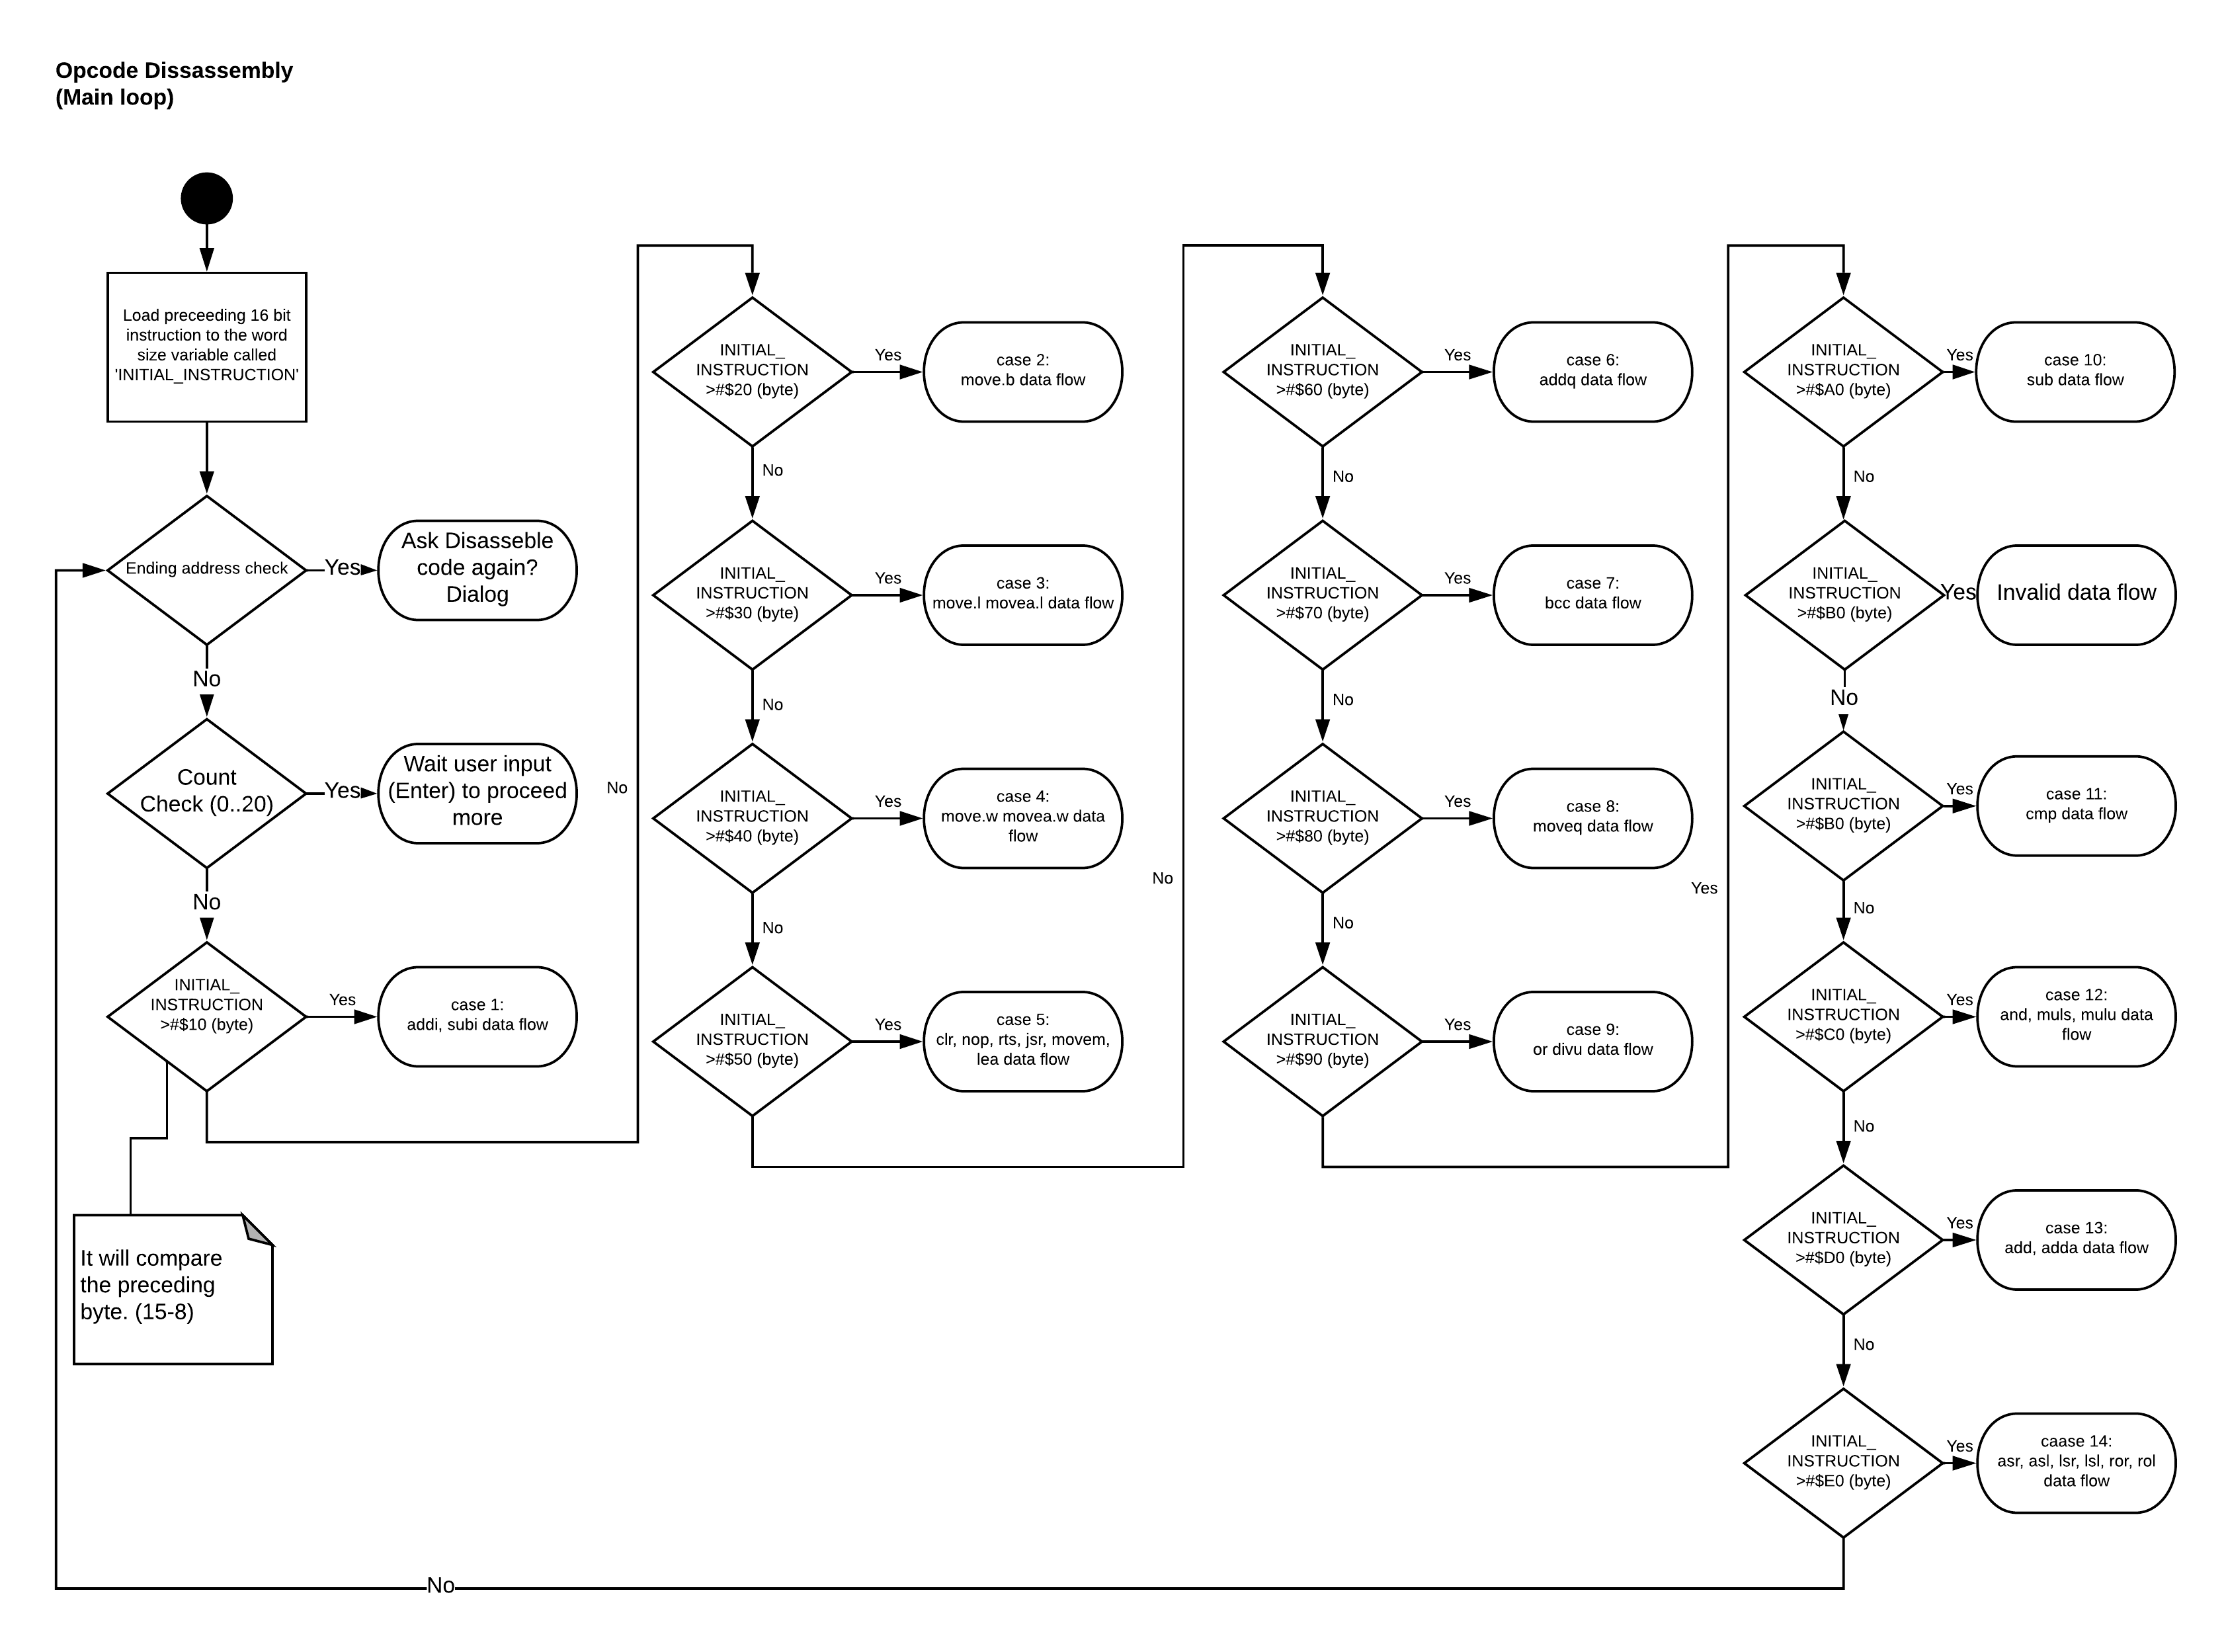 Opcode Dissassembly
(Main loop)
Load preceeding 16 bit
instruction to the word
size variable called
'INITIAL_INSTRUCTION'
Ending address check
Yes
Ask Disasseble
code again?
Dialog
No
Count
Check (0..20)
Yes
Wait user input
(Enter) to proceed
more
No
INITIAL_
INSTRUCTION
>#$10 (byte)
Yes
case 1:
addi, subi data flow
It will compare
the preceding
byte. (15-8)
No
INITIAL_
INSTRUCTION
>#$20 (byte)
Yes
case 2:
move.b data flow
No
INITIAL_
INSTRUCTION
>#$30 (byte)
Yes
case 3:
move.l movea.l data flow
No
INITIAL_
INSTRUCTION
>#$40 (byte)
Yes
case 4:
move.w movea.w data
flow
No
INITIAL_
INSTRUCTION
>#$50 (byte)
Yes
case 5:
clr, nop, rts, jsr, movem,
lea data flow
No
INITIAL_
INSTRUCTION
>#$60 (byte)
Yes
case 6:
addq data flow
No
INITIAL_
INSTRUCTION
>#$70 (byte)
Yes
case 7:
bcc data flow
No
INITIAL_
INSTRUCTION
>#$80 (byte)
Yes
case 8:
moveq data flow
No
INITIAL_
INSTRUCTION
>#$90 (byte)
Yes
case 9:
or divu data flow
Yes
INITIAL_
INSTRUCTION
>#$A0 (byte)
Yes
case 10:
sub data flow
No
INITIAL_
INSTRUCTION
>#$B0 (byte)
Yes
Invalid data flow
No
INITIAL_
INSTRUCTION
>#$B0 (byte)
Yes
case 11:
cmp data flow
No
INITIAL_
INSTRUCTION
>#$C0 (byte)
Yes
case 12:
and, muls, mulu data
flow
No
INITIAL_
INSTRUCTION
>#$D0 (byte)
Yes
case 13:
add, adda data flow
No
INITIAL_
INSTRUCTION
>#$E0 (byte)
Yes
caase 14:
asr, asl, lsr, lsl, ror, rol
data flow
No